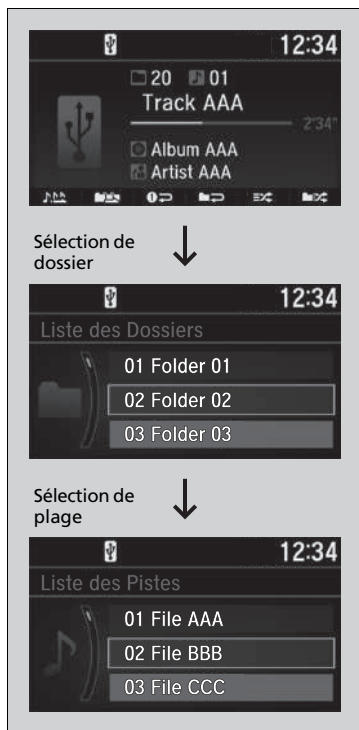 12:34
20 01
Track AAA
2'34"
Album AAA
Artist AAA
Sélection de
dossier
12:34
Liste des Dossiers
01 Folder 01
02 Folder 02
03 Folder 03
Sélection de
plage
12:34
Liste des Pistes
01 File AAA
02 File BBB
03 File CCC